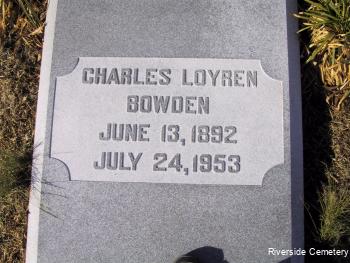 CHARLES LOYREN
BOWDEN
JUNE 13, 1892
JULY 24, 1953
Riverside Cemetery